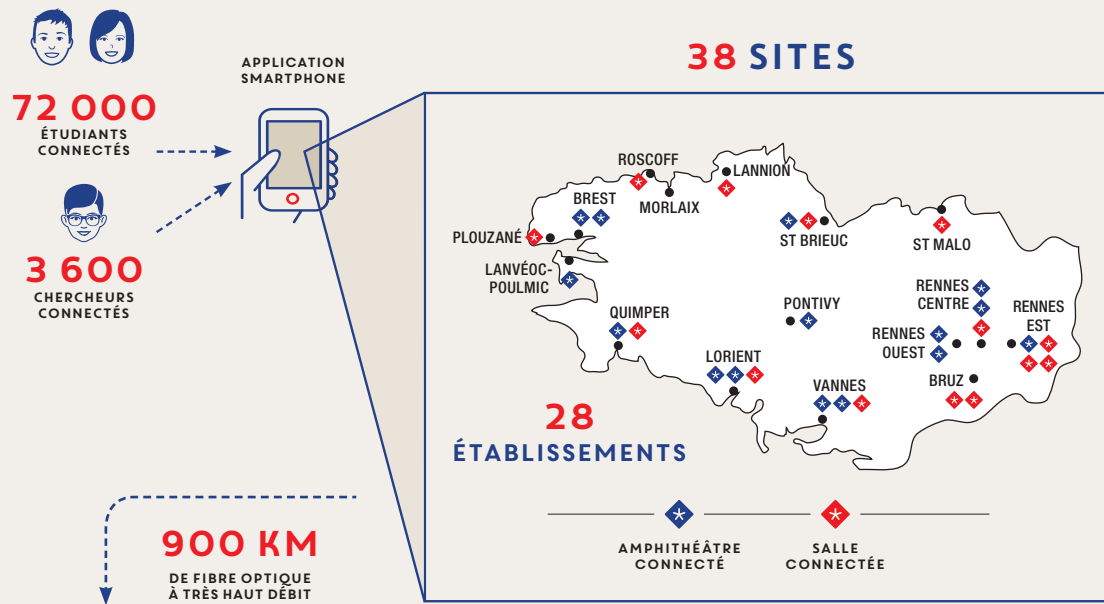 72 000
ÉTUDIANTS
CONNECTÉS
3 600
CHERCHEURS
CONNECTÉS
APPLICATION
SMARTPHONE
38 SITES
ROSCOFF
LANNION
BREST
MORLAIX
PLOUZANÉ
ST BRIEUC
ST MALO
LANVÉOC-
POULMIC
QUIMPER
PONTIVY
RENNES
CENTRE
RENNES
EST
RENNES
OUEST
LORIENT
VANNES
BRUZ
28
ÉTABLISSEMENTS
AMPHITHÉÂTRE
CONNECTÉ
SALLE
CONNECTÉE
900 KM
DE FIBRE OPTIQUE
À TRÈS HAUT DÉBIT